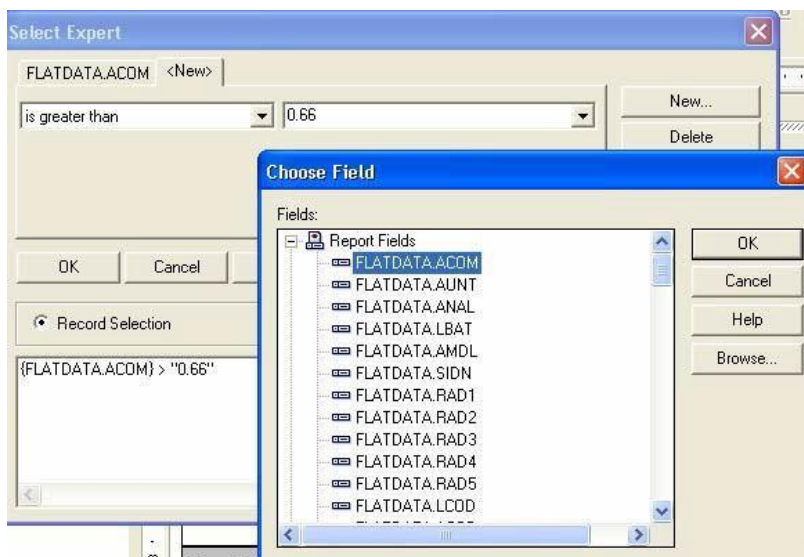 Select Expert
FLATDATA.ACOM <New>
is greater than 0.66
New...
Delete
OK Cancel
Record Selection
{FLATDATA.ACOM} > "0.66"
Choose Field
Fields:
Report Fields
FLATDATA.ACOM
FLATDATA.AUNT
FLATDATA.ANAL
FLATDATA.LBAT
FLATDATA.AMDL
FLATDATA.SIDN
FLATDATA.RAD1
FLATDATA.RAD2
FLATDATA.RAD3
FLATDATA.RAD4
FLATDATA.RAD5
FLATDATA.LCOD
OK
Cancel
Help
Browse...